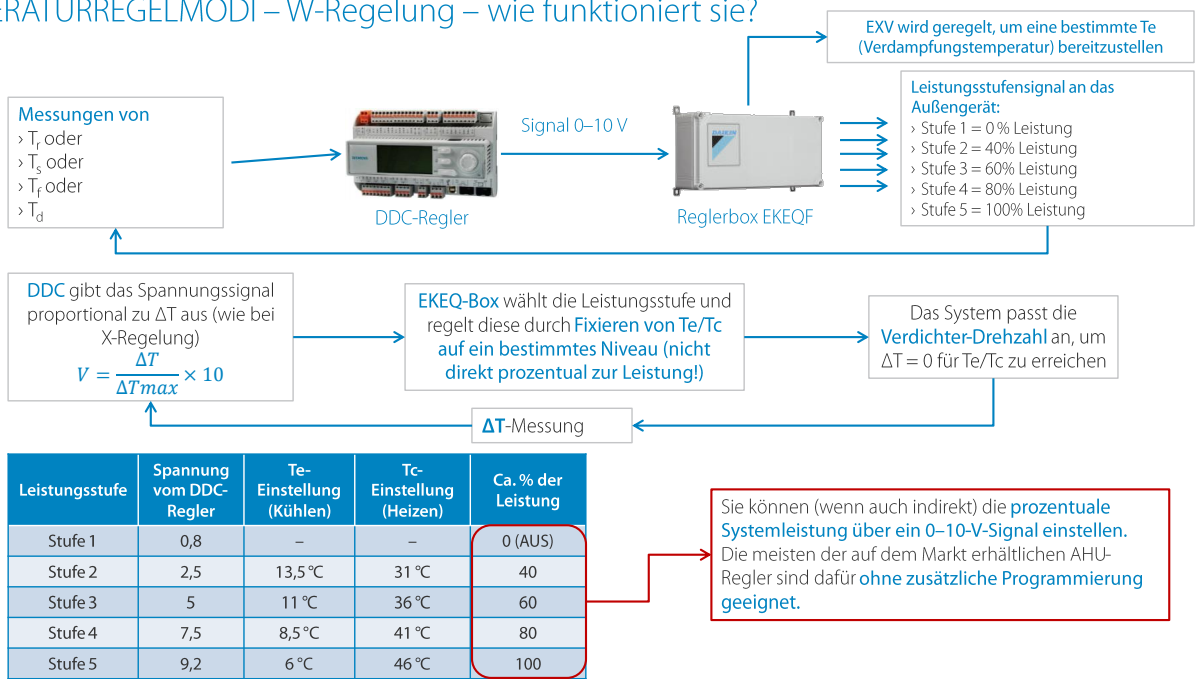 ERATURREGELMODI – W-Regelung – wie funktioniert sie?
EXV wird geregelt, um eine bestimmte Te
(Verdampfungstemperatur) bereitzustellen
Messungen von
› Tr oder
› Ts oder
› Tf oder
› Td
DDC-Regler
Signal 0–10 V
DAIKIN
Reglerbox EKEQF
Leistungsstufensignal an das
Außengerät:
› Stufe 1 = 0 % Leistung
› Stufe 2 = 40% Leistung
› Stufe 3 = 60% Leistung
› Stufe 4 = 80% Leistung
› Stufe 5 = 100% Leistung
DDC gibt das Spannungssignal
proportional zu ΔT aus (wie bei
X-Regelung)
V = ΔT / ΔTmax × 10
EKEQ-Box wählt die Leistungsstufe und
regelt diese durch Fixieren von Te/Tc
auf ein bestimmtes Niveau (nicht
direkt prozentual zur Leistung!)
Das System passt die
Verdichter-Drehzahl an, um
ΔT = 0 für Te/Tc zu erreichen
ΔT-Messung
Leistungsstufe | Spannung vom DDC-Regler | Te-Einstellung (Kühlen) | Tc-Einstellung (Heizen) | Ca. % der Leistung
Stufe 1 | 0,8 | – | – | 0 (AUS)
Stufe 2 | 2,5 | 13,5 °C | 31 °C | 40
Stufe 3 | 5 | 11 °C | 36 °C | 60
Stufe 4 | 7,5 | 8,5 °C | 41 °C | 80
Stufe 5 | 9,2 | 6 °C | 46 °C | 100
Sie können (wenn auch indirekt) die prozentuale
Systemleistung über ein 0–10-V-Signal einstellen.
Die meisten der auf dem Markt erhältlichen AHU-
Regler sind dafür ohne zusätzliche Programmierung
geeignet.